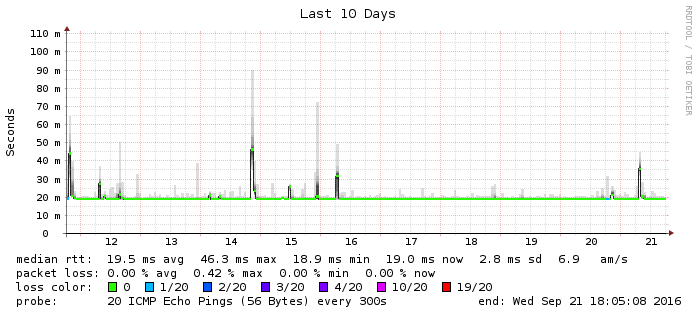 Last 10 Days
RRDTOOL / TOBI OETIKER
Seconds
110 m
100 m
90 m
80 m
70 m
60 m
50 m
40 m
30 m
20 m
10 m
0
12 13 14 15 16 17 18 19 20 21
median rtt: 19.5 ms avg 46.3 ms max 18.9 ms min 19.0 ms now 2.8 ms sd 6.9 am/s
packet loss: 0.00 % avg 0.42 % max 0.00 % min 0.00 % now
loss color: 0 1/20 2/20 3/20 4/20 10/20 19/20
probe: 20 ICMP Echo Pings (56 Bytes) every 300s end: Wed Sep 21 18:05:08 2016